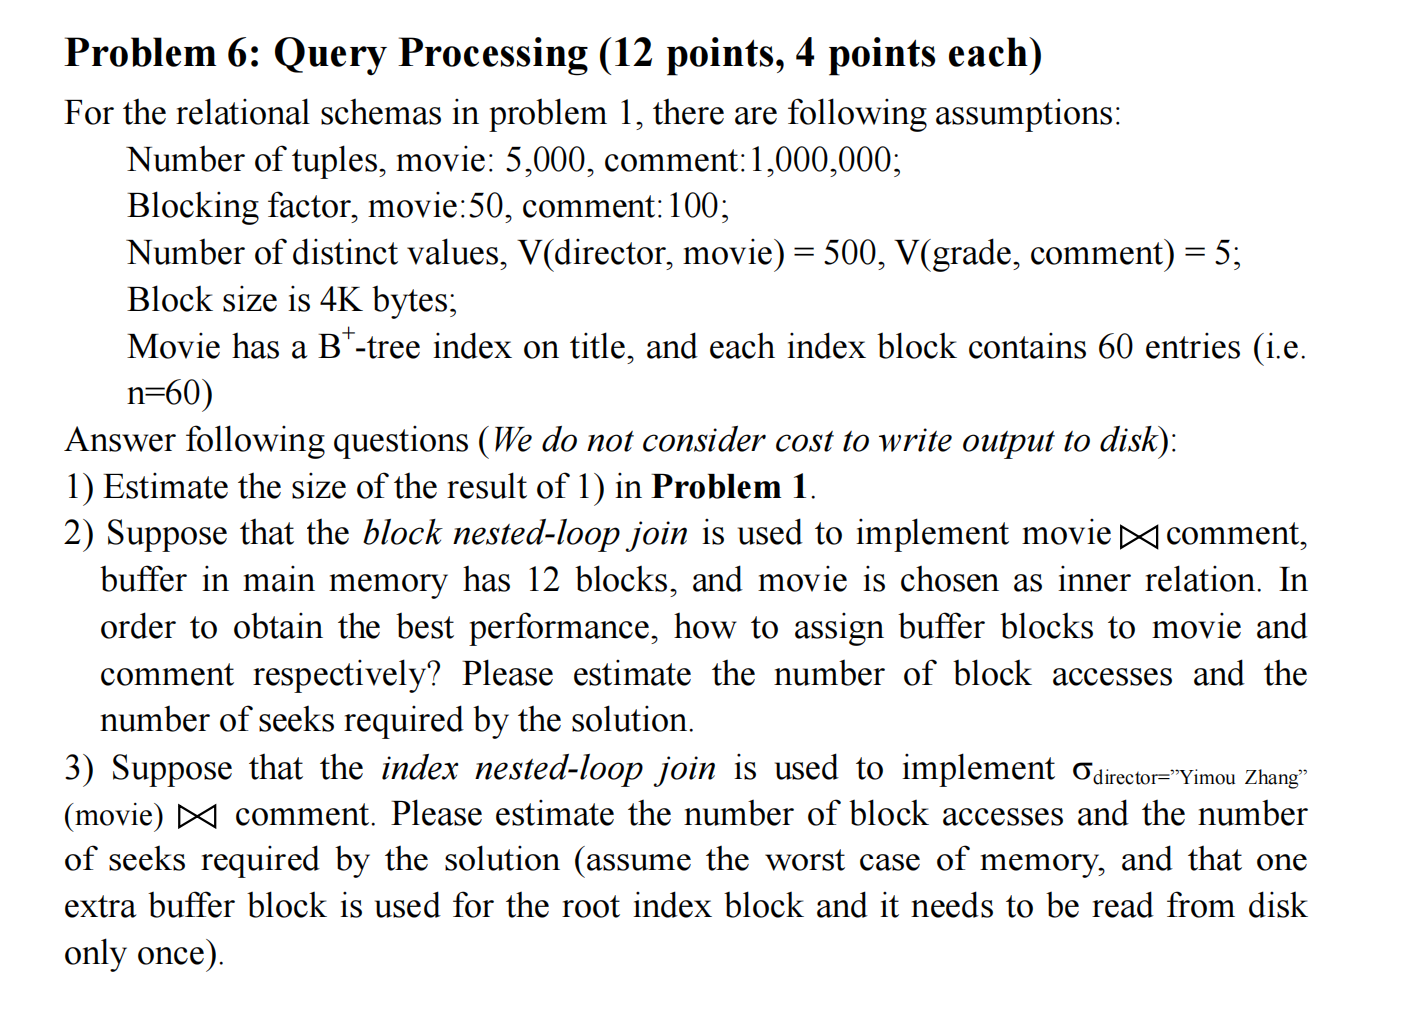 Problem 6: Query Processing (12 points, 4 points each)
For the relational schemas in problem 1, there are following assumptions:
Number of tuples, movie: 5,000, comment:1,000,000;
Blocking factor, movie:50, comment:100;
Number of distinct values, V(director, movie) = 500, V(grade, comment) = 5;
Block size is 4K bytes;
Movie has a B⁺-tree index on title, and each index block contains 60 entries (i.e.
n=60)
Answer following questions (We do not consider cost to write output to disk):
1) Estimate the size of the result of 1) in Problem 1.
2) Suppose that the block nested-loop join is used to implement movie ⋈ comment,
buffer in main memory has 12 blocks, and movie is chosen as inner relation. In
order to obtain the best performance, how to assign buffer blocks to movie and
comment respectively? Please estimate the number of block accesses and the
number of seeks required by the solution.
3) Suppose that the index nested-loop join is used to implement σdirector=”Yimou Zhang”
(movie) ⋈ comment. Please estimate the number of block accesses and the number
of seeks required by the solution (assume the worst case of memory, and that one
extra buffer block is used for the root index block and it needs to be read from disk
only once).